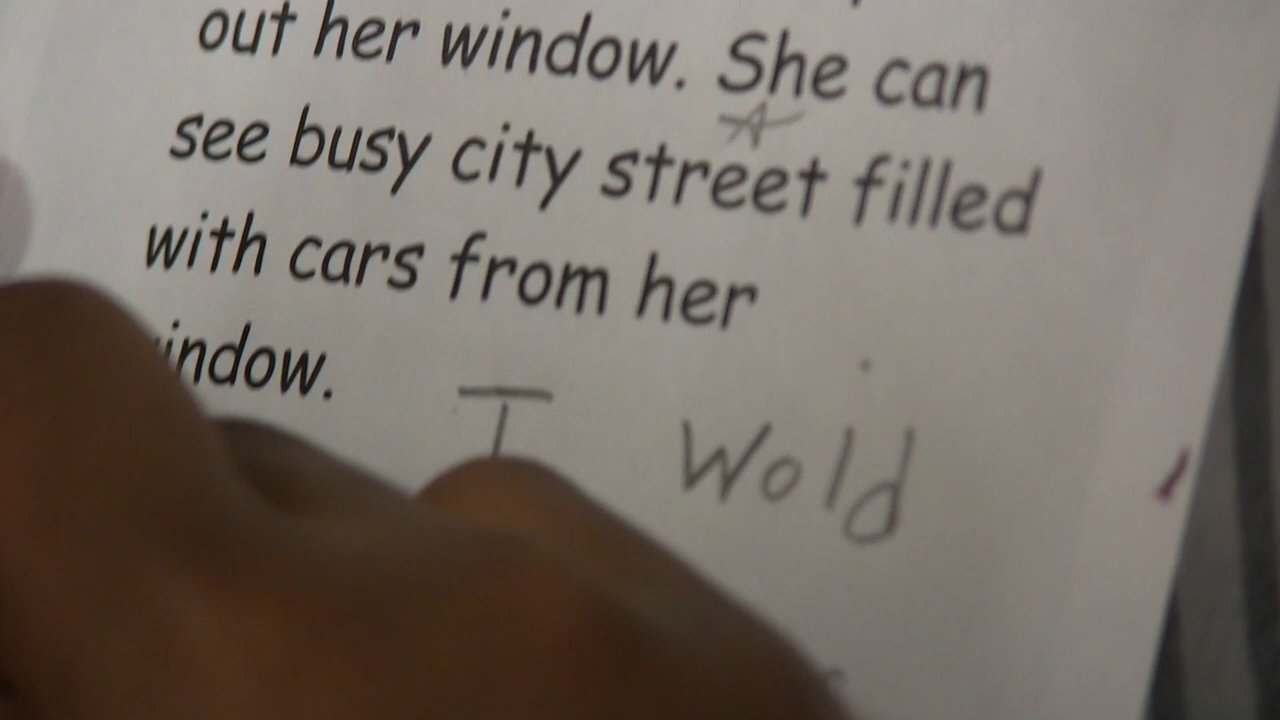 out her window. She can
see busy city street filled
with cars from her
indow.
I Wold